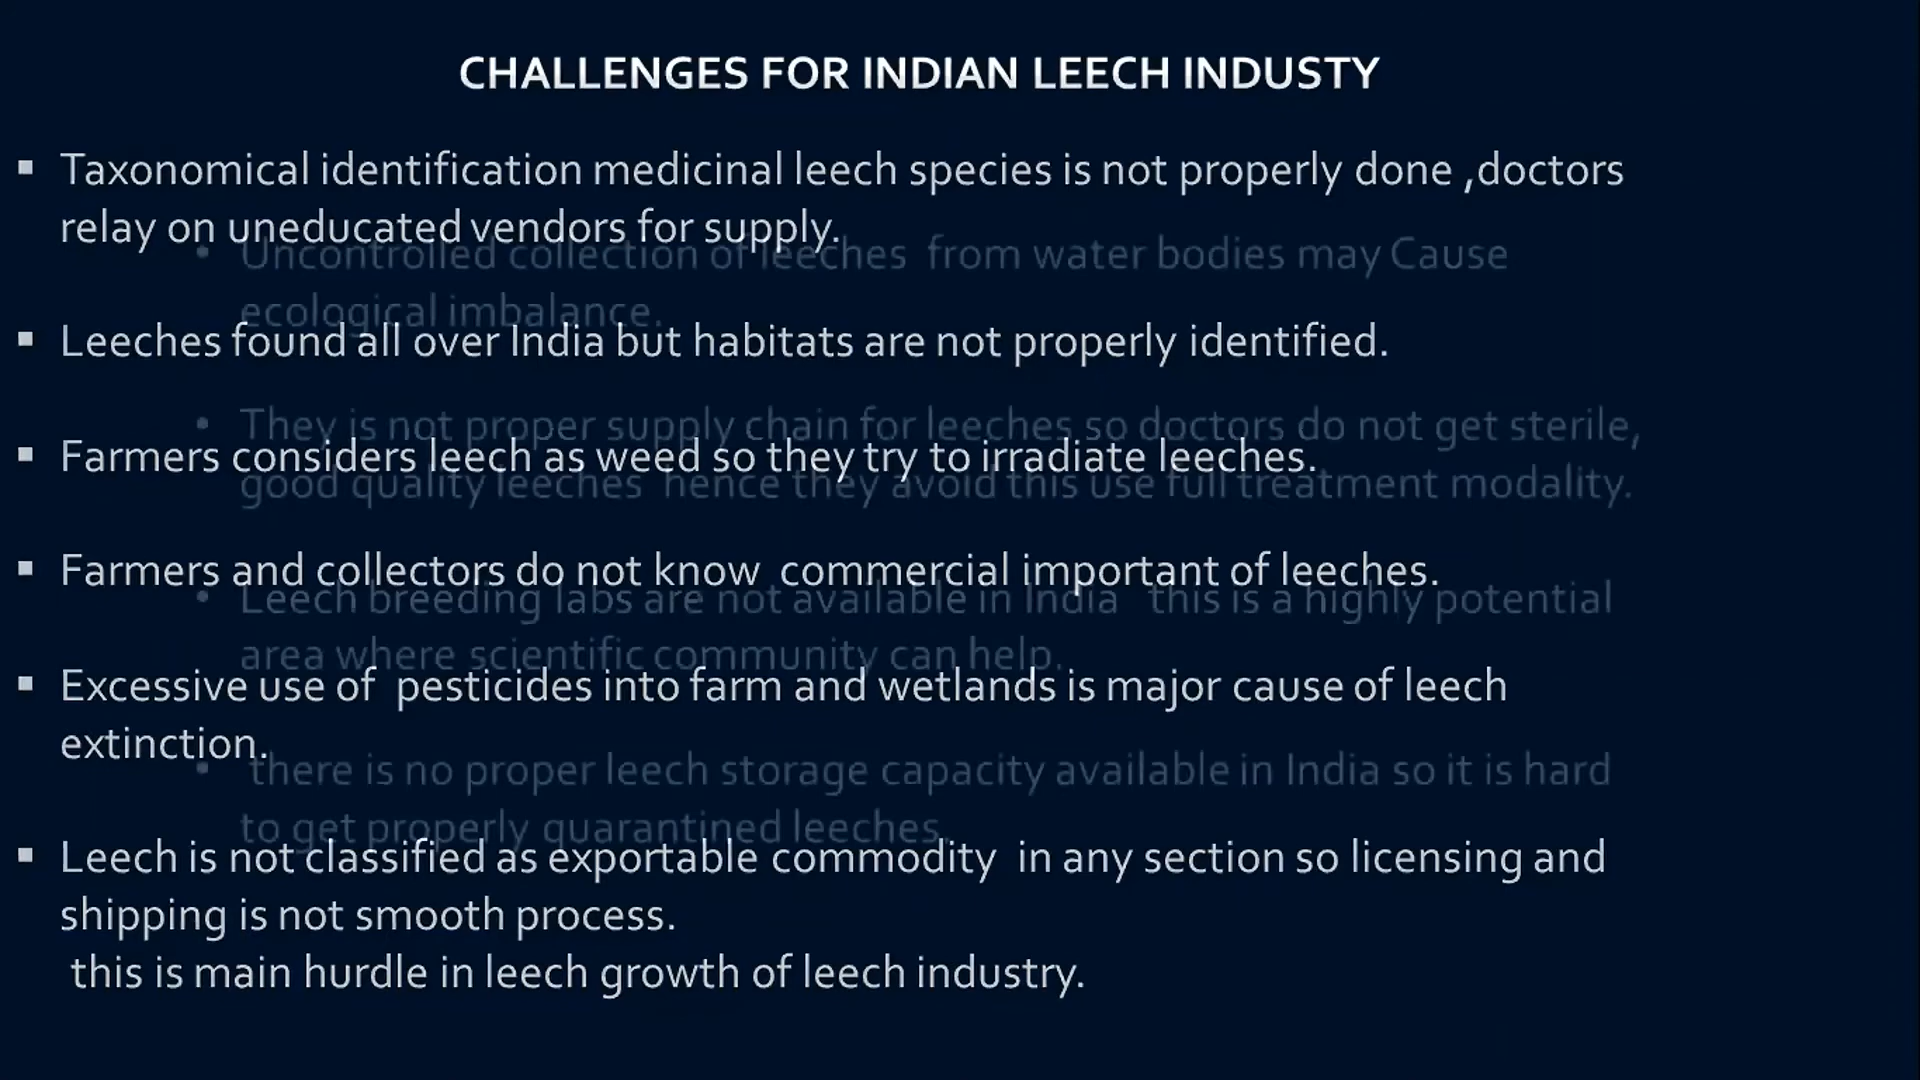 CHALLENGES FOR INDIAN LEECH INDUSTY
▪ Taxonomical identification medicinal leech species is not properly done ,doctors
relay on uneducated vendors for supply.
• Uncontrolled collection of leeches from water bodies may Cause
ecological imbalance.
▪ Leeches found all over India but habitats are not properly identified.
• They is not proper supply chain for leeches so doctors do not get sterile,
▪ Farmers considers leech as weed so they try to irradiate leeches.
good quality leeches hence they avoid this use full treatment modality.
▪ Farmers and collectors do not know commercial important of leeches.
• Leech breeding labs are not available in India this is a highly potential
area where scientific community can help.
▪ Excessive use of pesticides into farm and wetlands is major cause of leech
extinction.
• there is no proper leech storage capacity available in India so it is hard
to get properly quarantined leeches.
▪ Leech is not classified as exportable commodity in any section so licensing and
shipping is not smooth process.
this is main hurdle in leech growth of leech industry.